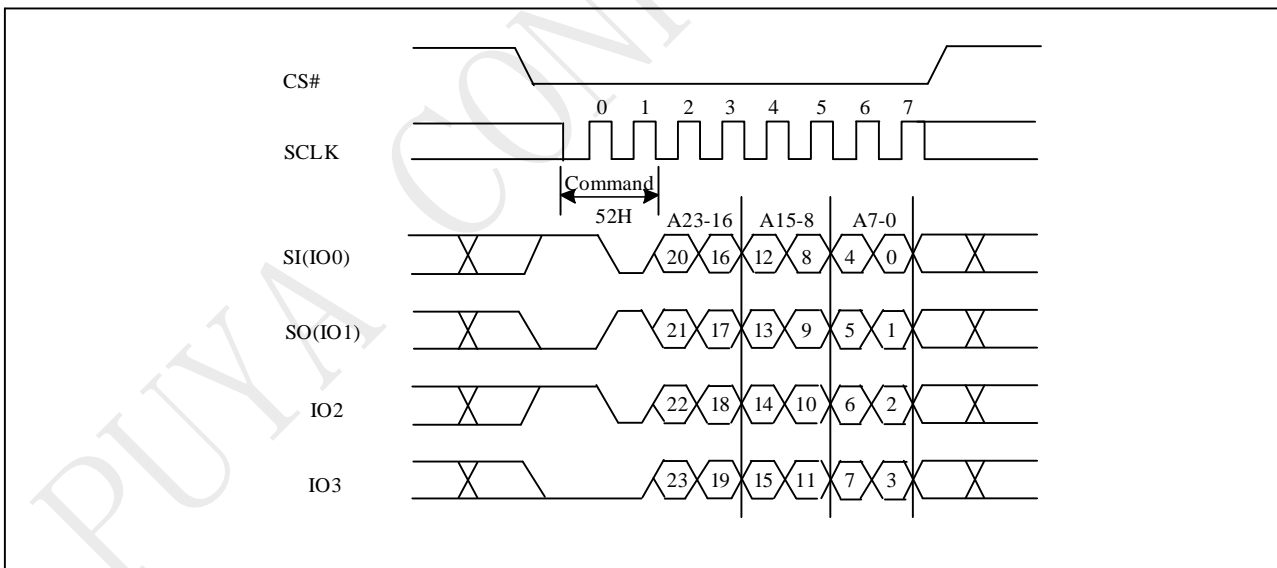 PUYA CONF
CS#
0 1 2 3 4 5 6 7
SCLK
Command
52H
A23-16 A15-8 A7-0
SI(IO0) 20 16 12 8 4 0
SO(IO1) 21 17 13 9 5 1
IO2 22 18 14 10 6 2
IO3 23 19 15 11 7 3